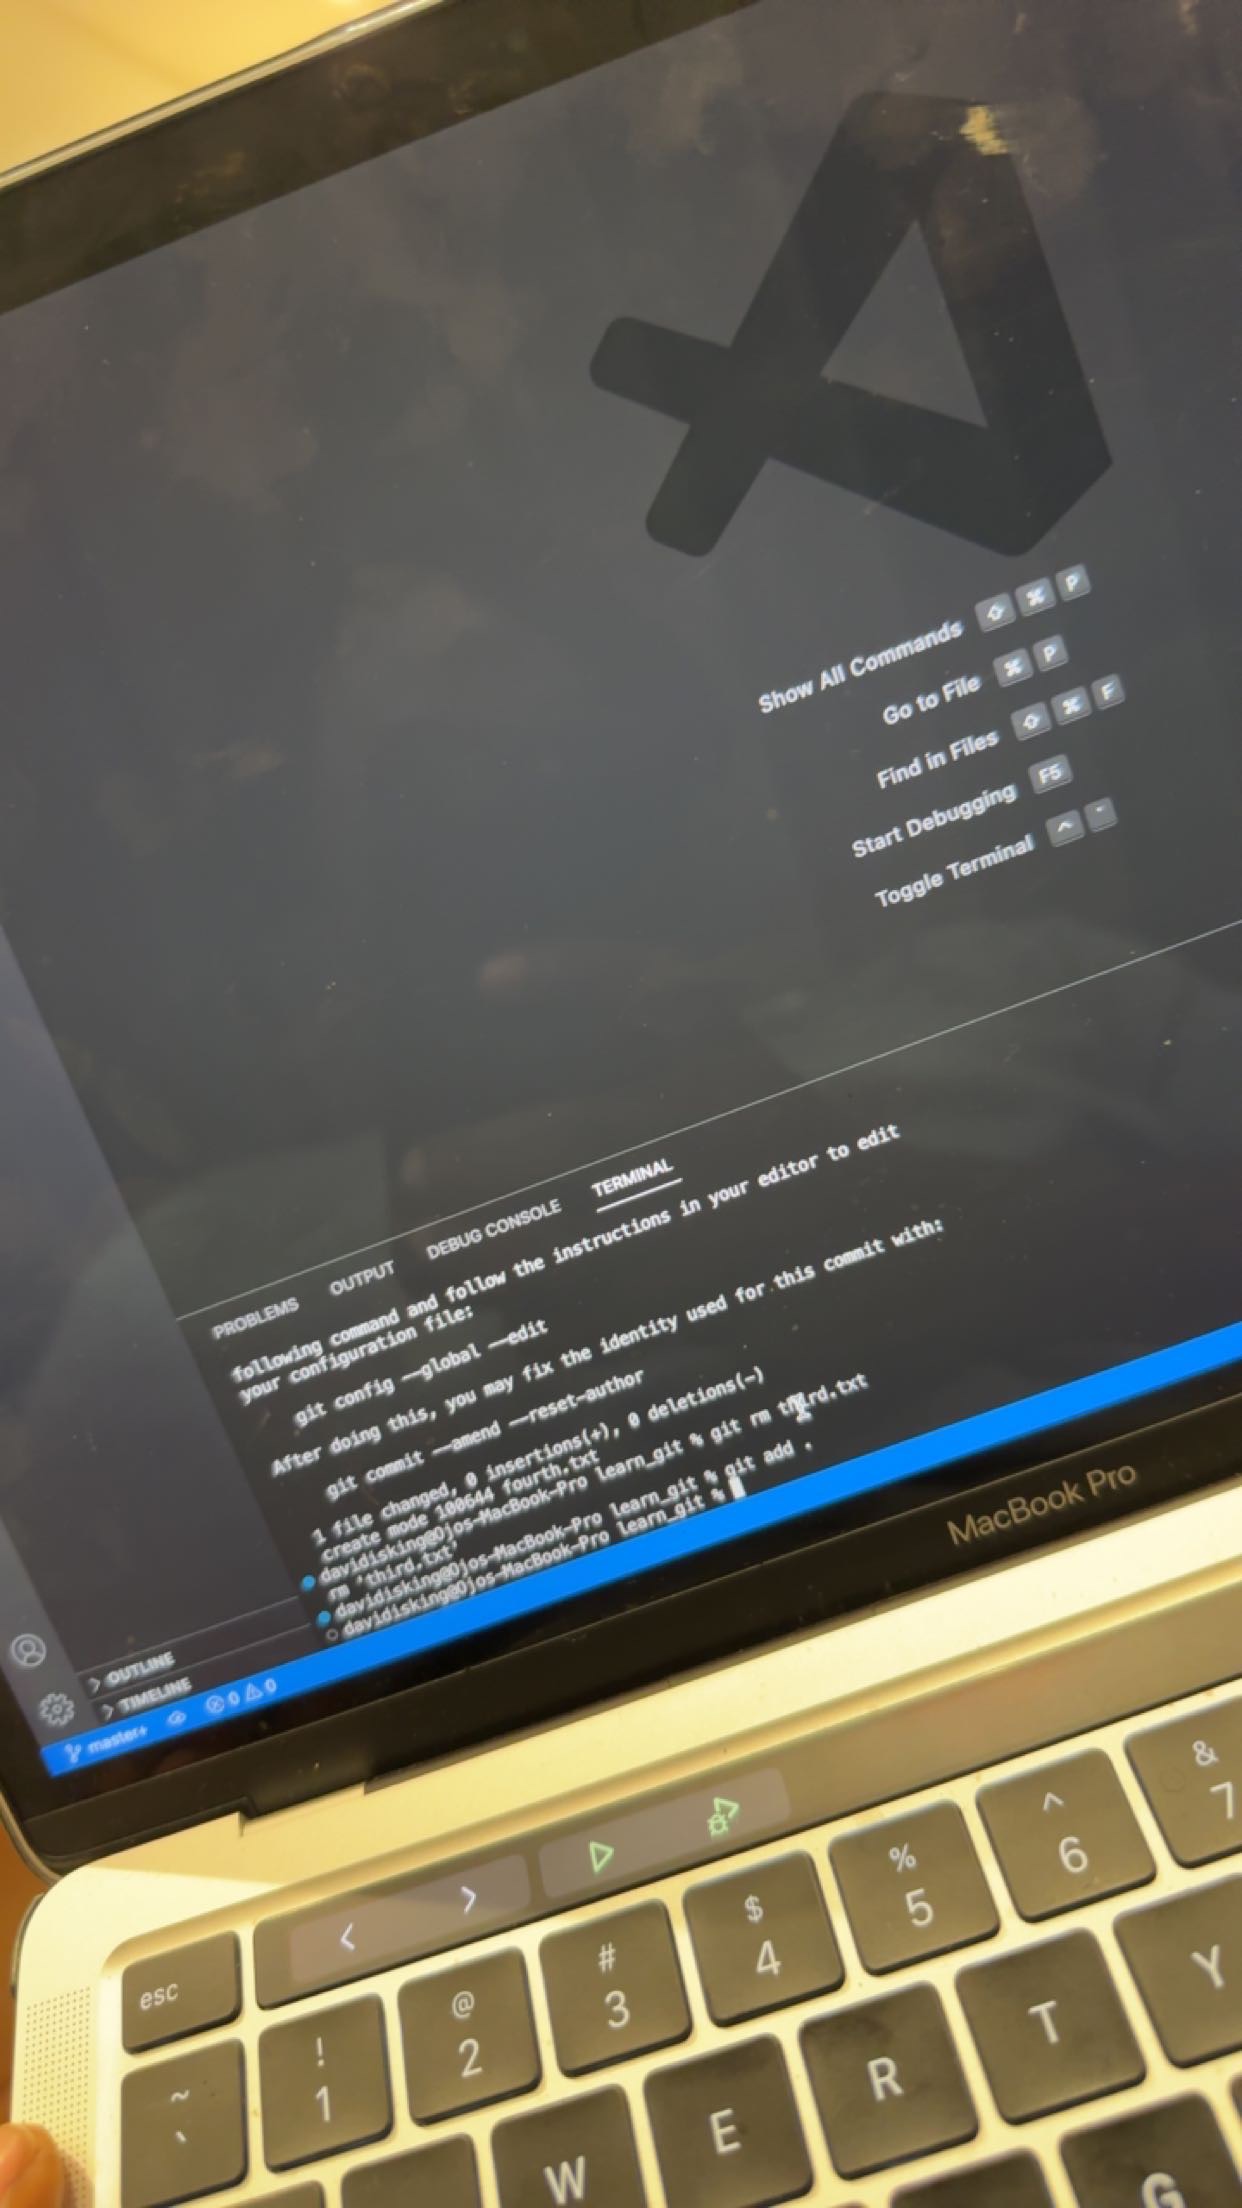 Show All Commands ⇧ ⌘ P
Go to File ⌘ P
Find in Files ⇧ ⌘ F
Start Debugging F5
Toggle Terminal ^ `
PROBLEMS OUTPUT DEBUG CONSOLE TERMINAL
following command and follow the instructions in your editor to edit
your configuration file:
git config --global --edit
After doing this, you may fix the identity used for this commit with:
git commit --amend --reset-author
1 file changed, 0 insertions(+), 0 deletions(-)
create mode 100644 fourth.txt
davidisking@Ojos-MacBook-Pro learn_git % git rm third.txt
rm 'third.txt'
davidisking@Ojos-MacBook-Pro learn_git % git add .
davidisking@Ojos-MacBook-Pro learn_git %
> OUTLINE
> TIMELINE
master+ 0 0
MacBook Pro
< >
esc
~ ! @ # $ % ^ &
` 1 2 3 4 5 6 7
W E R T Y
G